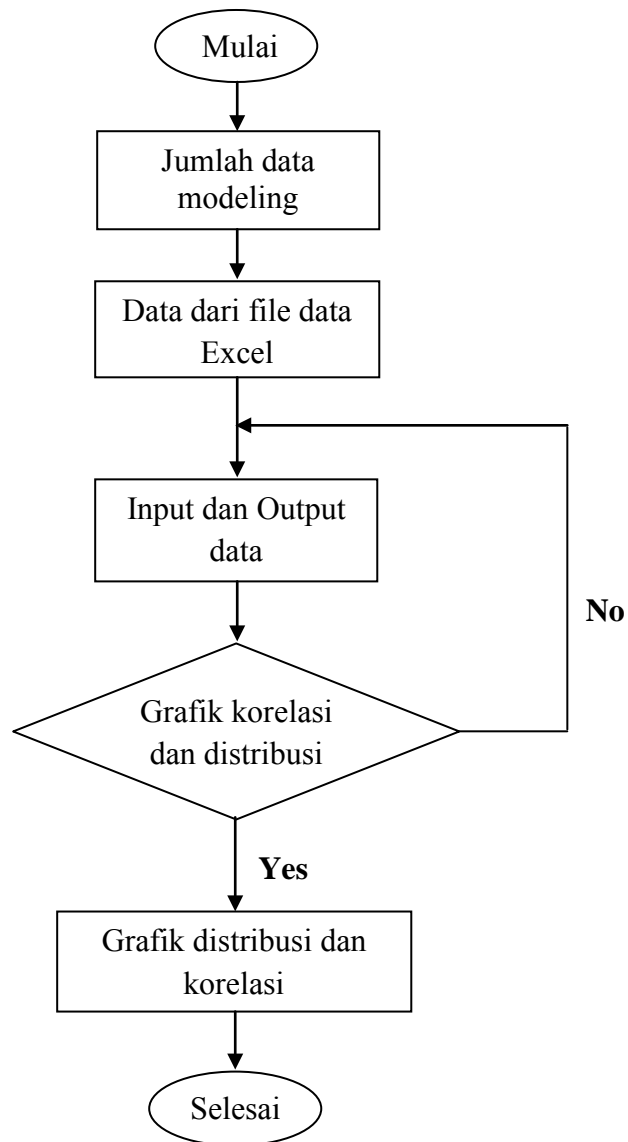 Mulai
Jumlah data
modeling
Data dari file data
Excel
Input dan Output
data
No
Grafik korelasi
dan distribusi
Yes
Grafik distribusi dan
korelasi
Selesai